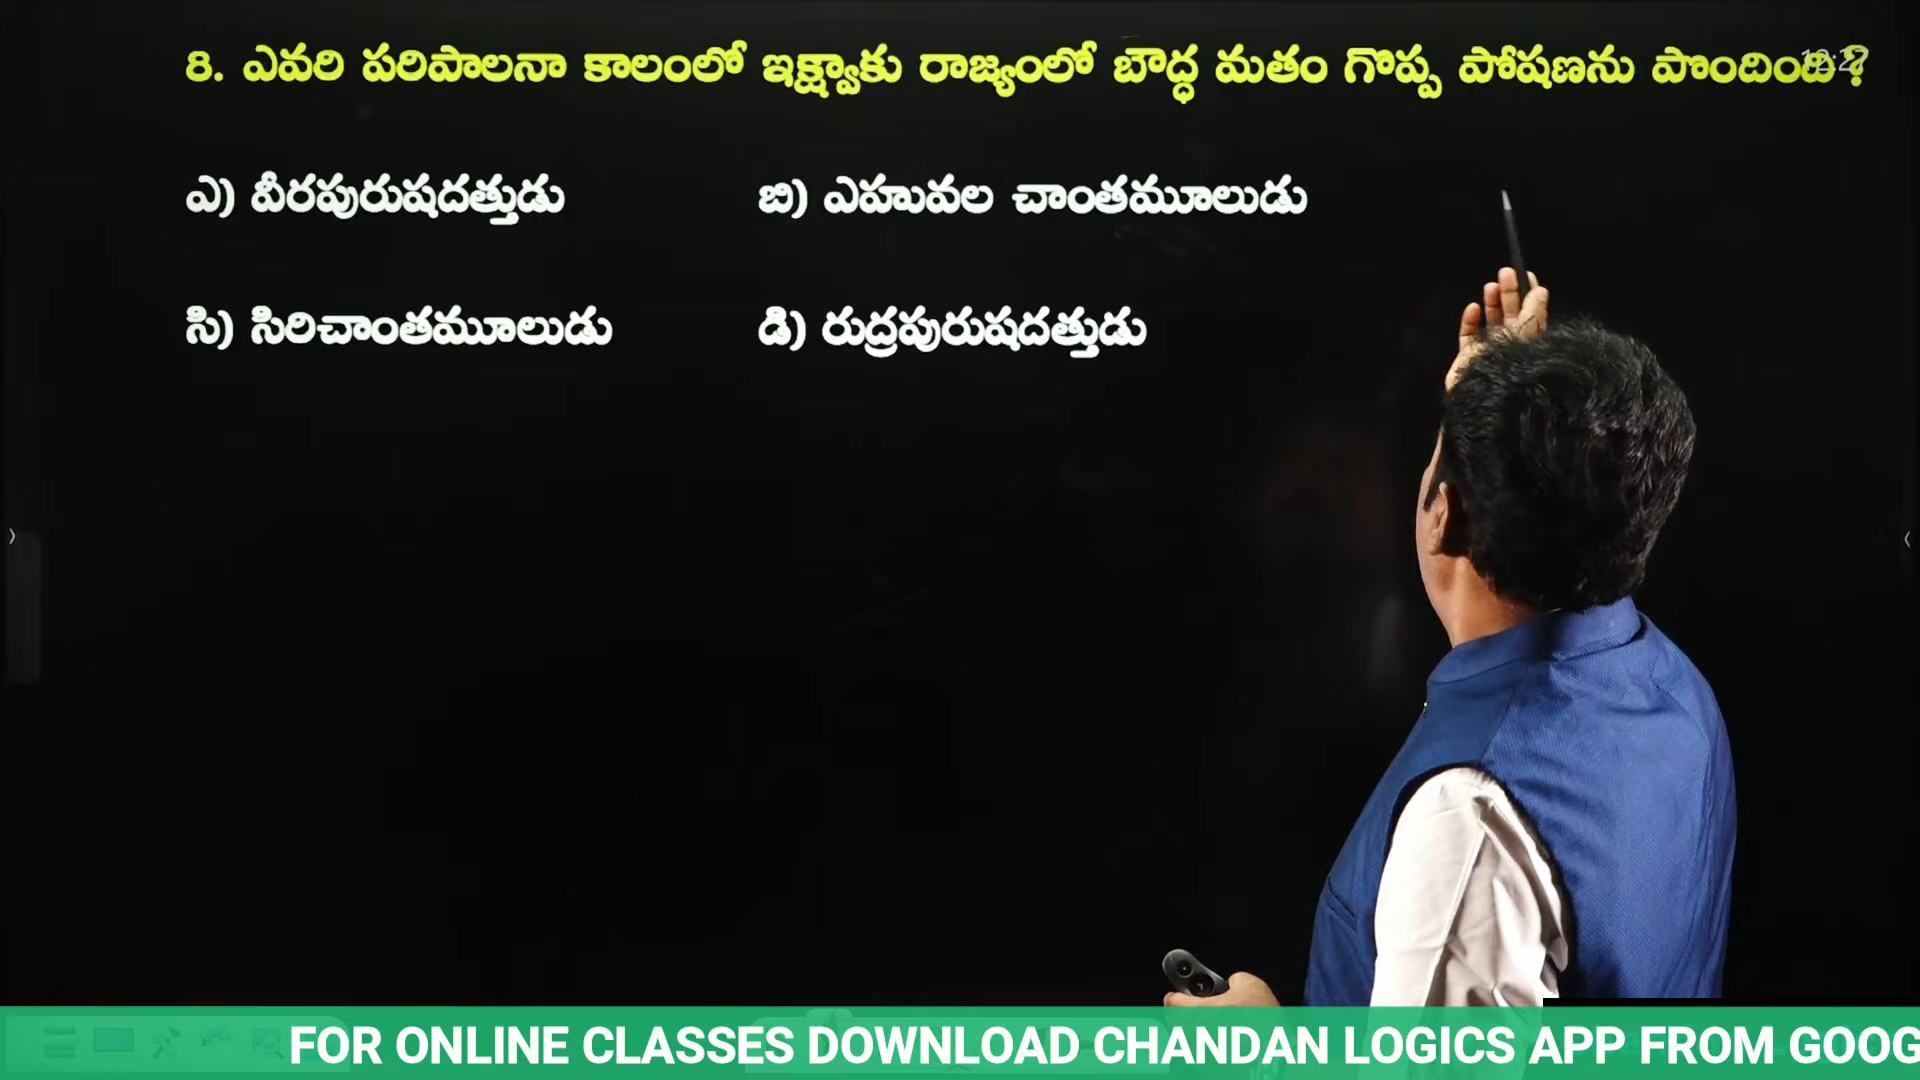 8. ఎవరి పరిపాలనా కాలంలో ఇక్ష్వాకు రాజ్యంలో బౌద్ధ మతం గొప్ప పోషణను పొందింది?
ఎ) వీరపురుషదత్తుడు బి) ఎహువల చాంతమూలుడు
సి) సిరిచాంతమూలుడు డి) రుద్రపురుషదత్తుడు
FOR ONLINE CLASSES DOWNLOAD CHANDAN LOGICS APP FROM GOOG